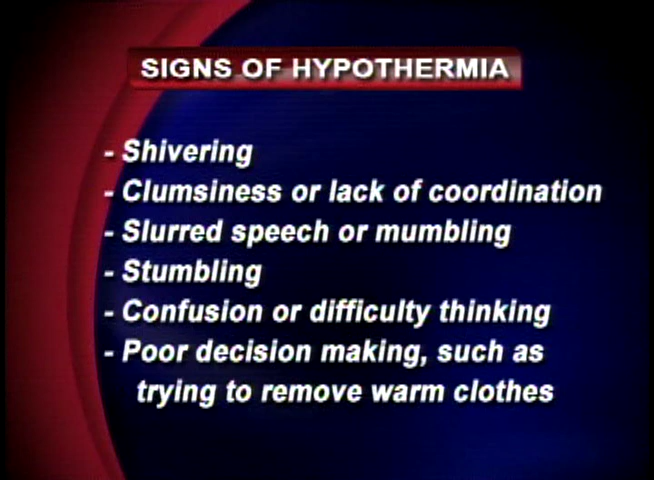 SIGNS OF HYPOTHERMIA
- Shivering
- Clumsiness or lack of coordination
- Slurred speech or mumbling
- Stumbling
- Confusion or difficulty thinking
- Poor decision making, such as
trying to remove warm clothes